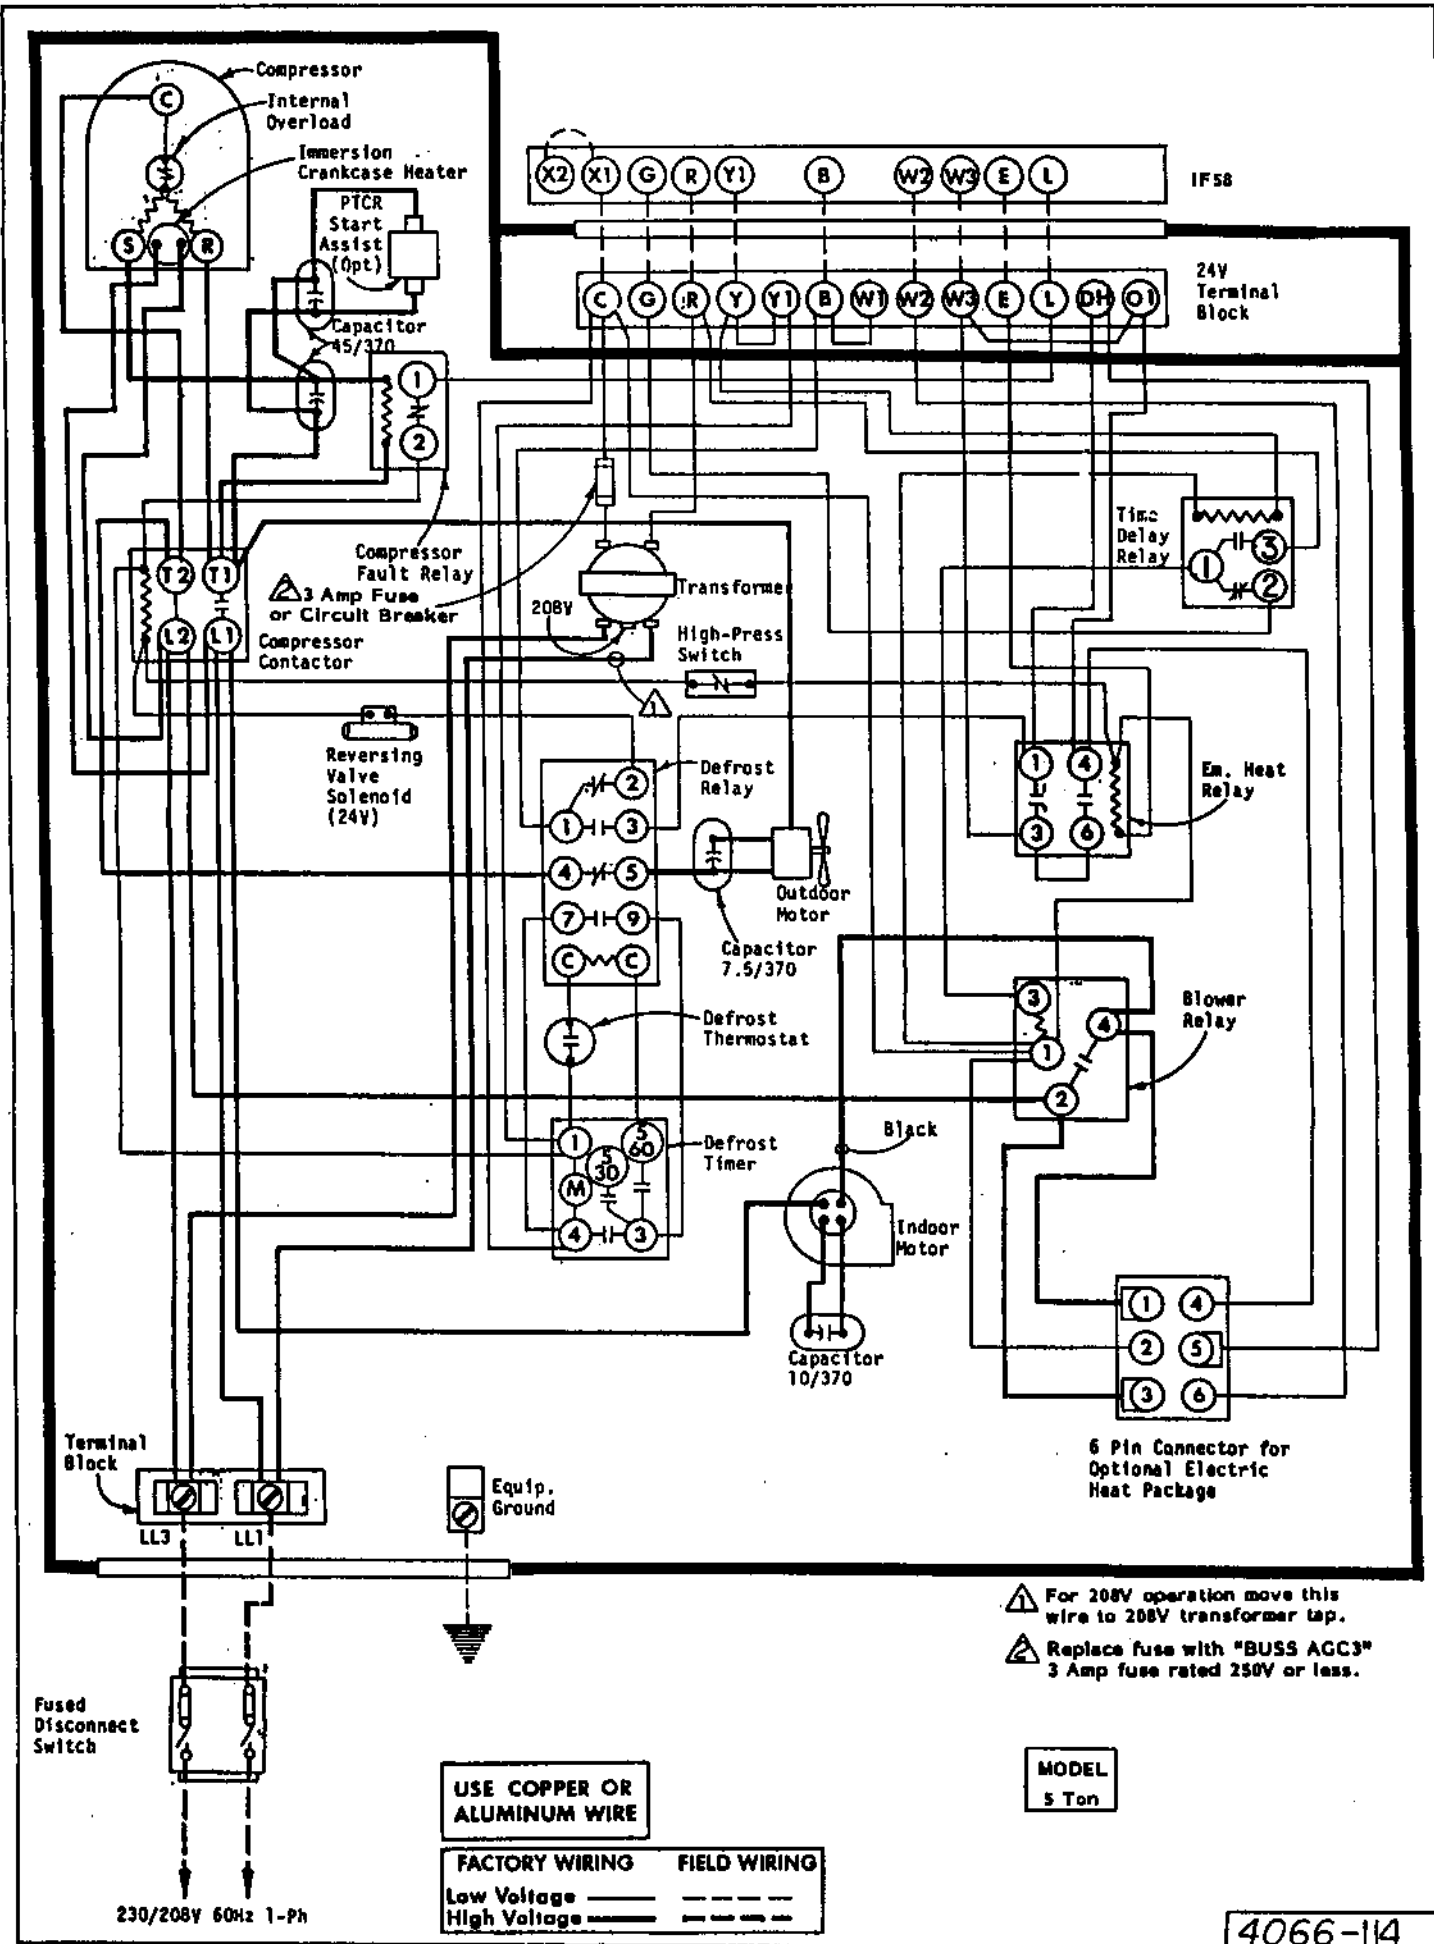 Compressor
C
Internal
Overload
Immersion
Crankcase Heater
S
R
PTCR
Start
Assist
(Opt)
Capacitor
45/370
X2 X1 G R Y1 B W2 W3 E L
IF58
C G R Y Y1 B W1 W2 W3 E L DH O1
24V
Terminal
Block
1
2
Compressor
Fault Relay
2 3 Amp Fuse
or Circuit Breaker
T2 T1
L2 L1
Compressor
Contactor
208V
Transformer
High-Press
Switch
1
Time
Delay
Relay
3
1
2
Reversing
Valve
Solenoid
(24V)
Defrost
Relay
2
1 3
4 5
7 9
C C
Outdoor
Motor
Capacitor
7.5/370
1 4
3 6
Em. Heat
Relay
Defrost
Thermostat
3
4
1
2
Blower
Relay
Black
1
5
30
5
60
M
4 3
Defrost
Timer
Indoor
Motor
Capacitor
10/370
1 4
2 5
3 6
6 Pin Connector for
Optional Electric
Heat Package
Terminal
Block
LL3 LL1
Equip.
Ground
1 For 208V operation move this
wire to 208V transformer tap.
2 Replace fuse with "BUSS AGC3"
3 Amp fuse rated 250V or less.
Fused
Disconnect
Switch
230/208V 60Hz 1-Ph
USE COPPER OR
ALUMINUM WIRE
FACTORY WIRING FIELD WIRING
Low Voltage
High Voltage
MODEL
5 Ton
4066-114